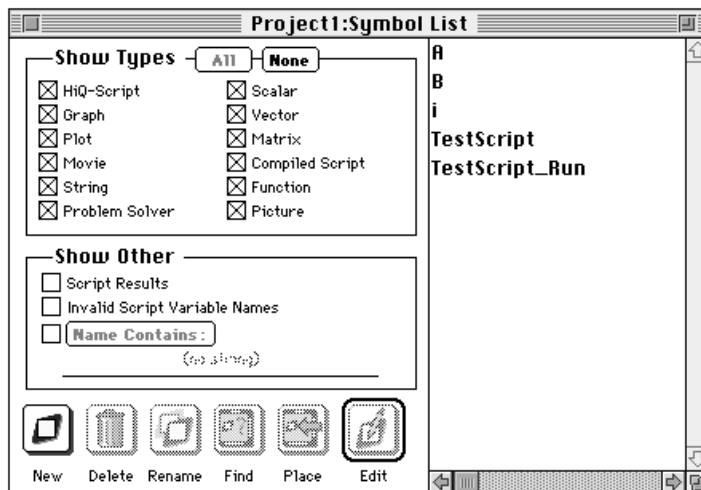 Project1:Symbol List
Show Types All None
HiQ-Script Scalar
Graph Vector
Plot Matrix
Movie Compiled Script
String Function
Problem Solver Picture
Show Other
Script Results
Invalid Script Variable Names
Name Contains:
(no string)
New Delete Rename Find Place Edit
A
B
i
TestScript
TestScript_Run